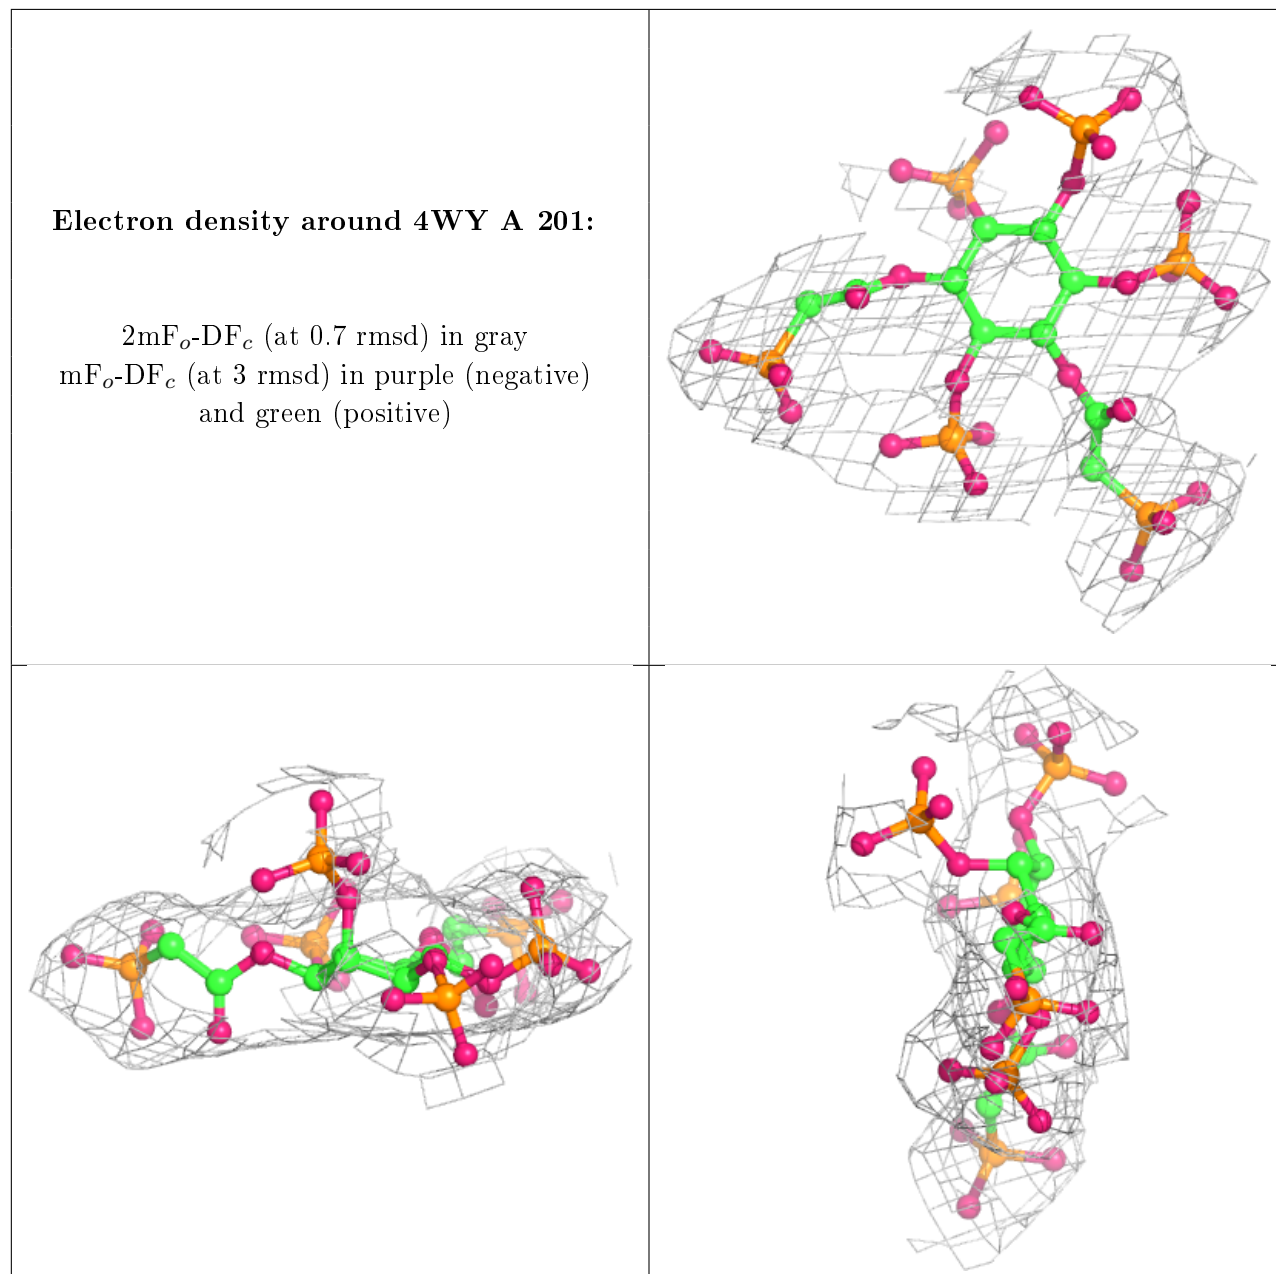 Electron density around 4WY A 201:
2mFₒ-DF𝒸 (at 0.7 rmsd) in gray
mFₒ-DF𝒸 (at 3 rmsd) in purple (negative)
and green (positive)